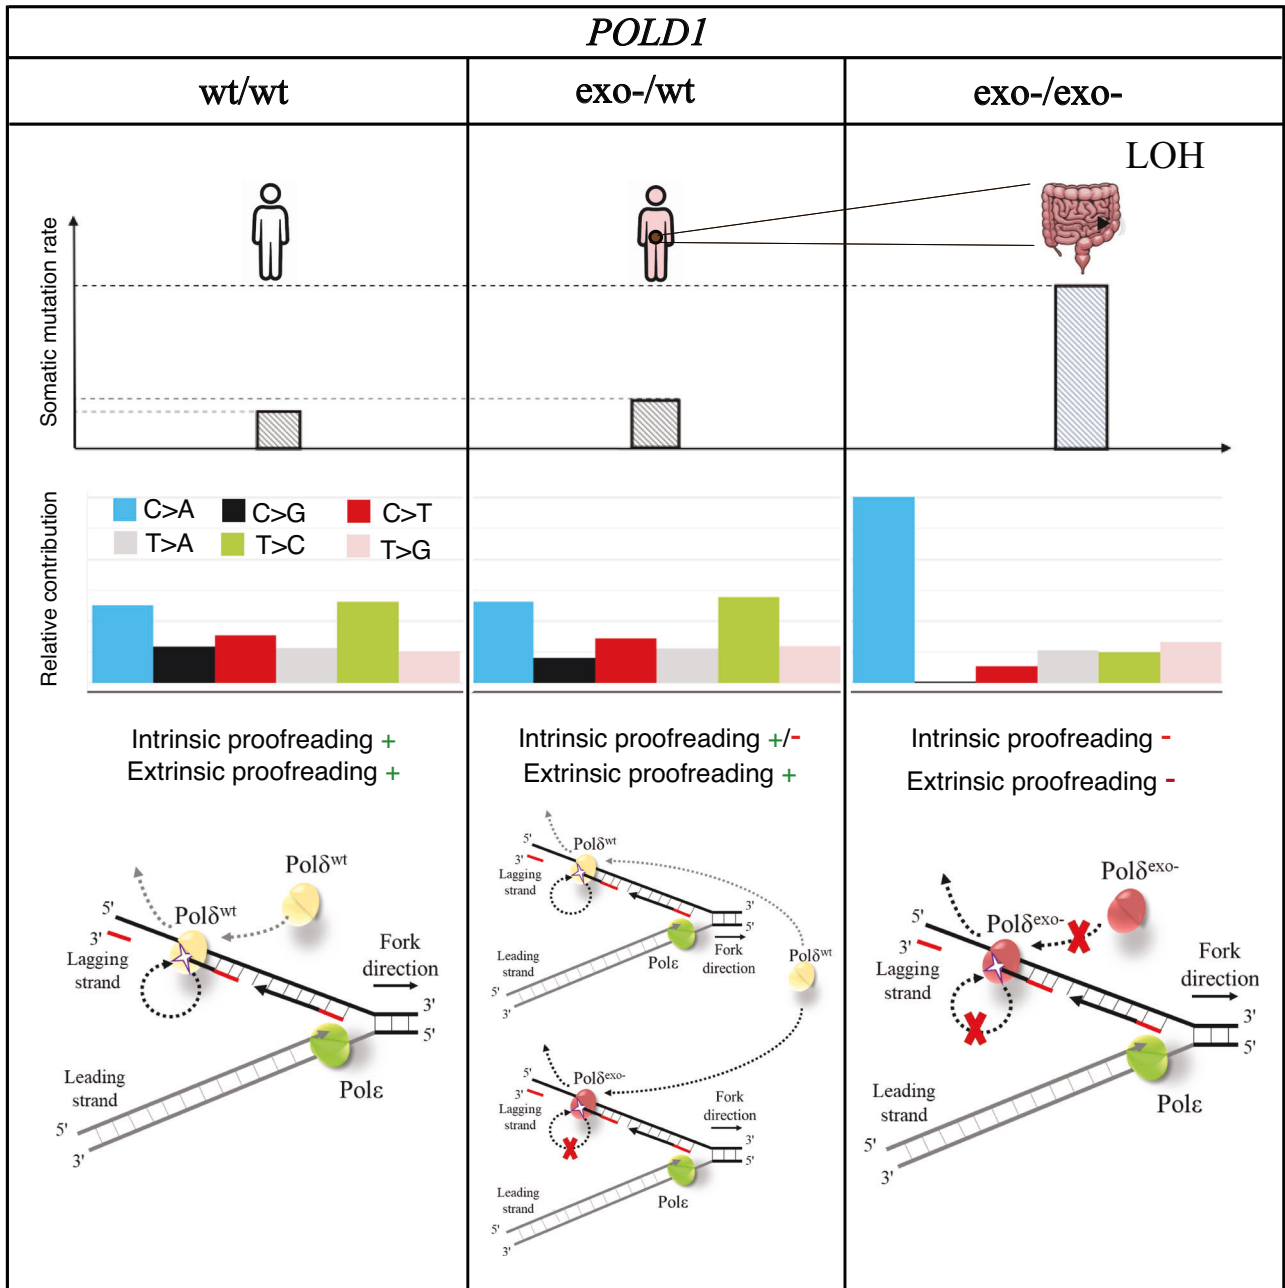 POLD1
wt/wt
exo-/wt
exo-/exo-
LOH
Somatic mutation rate
Relative contribution
C>A
C>G
C>T
T>A
T>C
T>G
Intrinsic proofreading +
Extrinsic proofreading +
Intrinsic proofreading +/-
Extrinsic proofreading +
Intrinsic proofreading -
Extrinsic proofreading -
Polδwt
Polδwt
5'
3'
Lagging
strand
Fork
direction
3'
5'
Leading
strand
Polε
5'
3'
5'
Polδwt
3'
Lagging
strand
3'
5'
Fork
direction
Polε
Leading
strand
Polδwt
5'
3'
Polδexo-
5'
3'
Lagging
strand
Fork
direction
3'
5'
Leading
strand
Polε
5'
3'
Polδexo-
Polδexo-
5'
3'
Lagging
strand
Fork
direction
3'
5'
Leading
strand
Polε
5'
3'